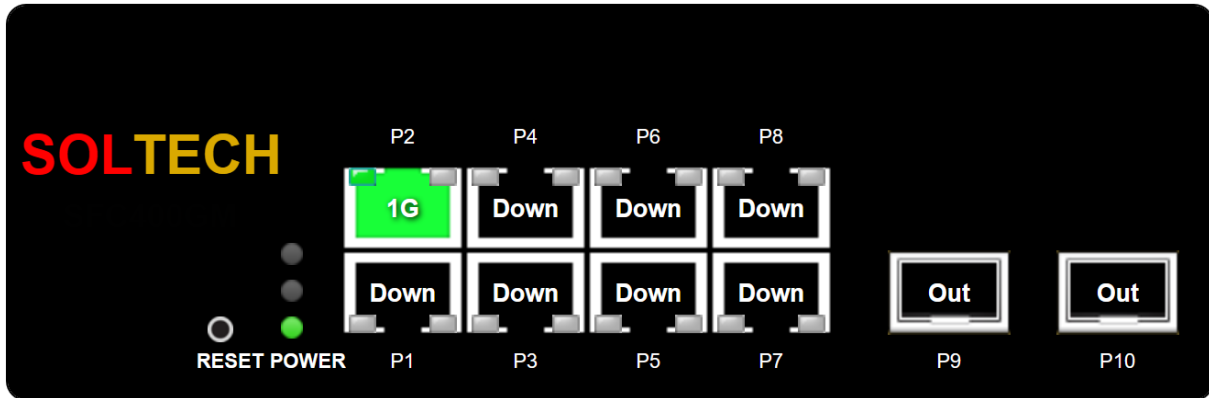 SOLTECH
P2 P4 P6 P8
1G Down Down Down
Down Down Down Down Out Out
RESET POWER P1 P3 P5 P7 P9 P10